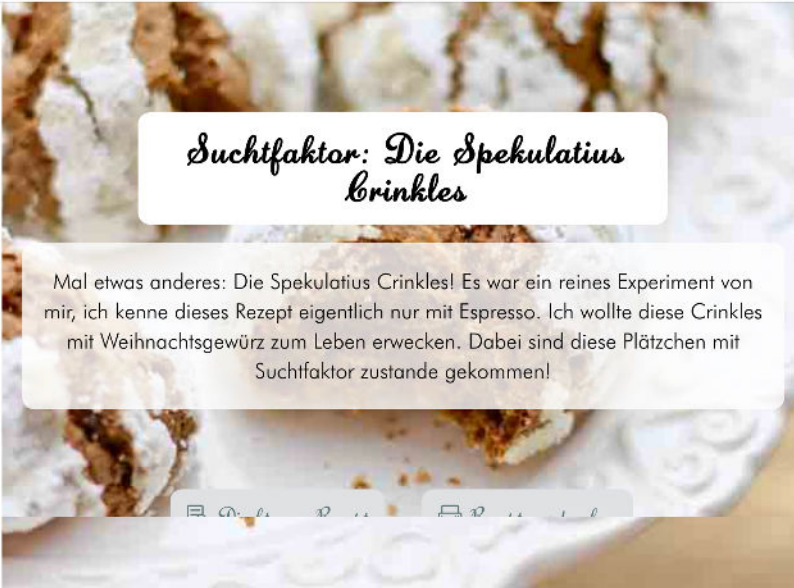 Suchtfaktor: Die Spekulatius
Crinkles
Mal etwas anderes: Die Spekulatius Crinkles! Es war ein reines Experiment von
mir, ich kenne dieses Rezept eigentlich nur mit Espresso. Ich wollte diese Crinkles
mit Weihnachtsgewürz zum Leben erwecken. Dabei sind diese Plätzchen mit
Suchtfaktor zustande gekommen!